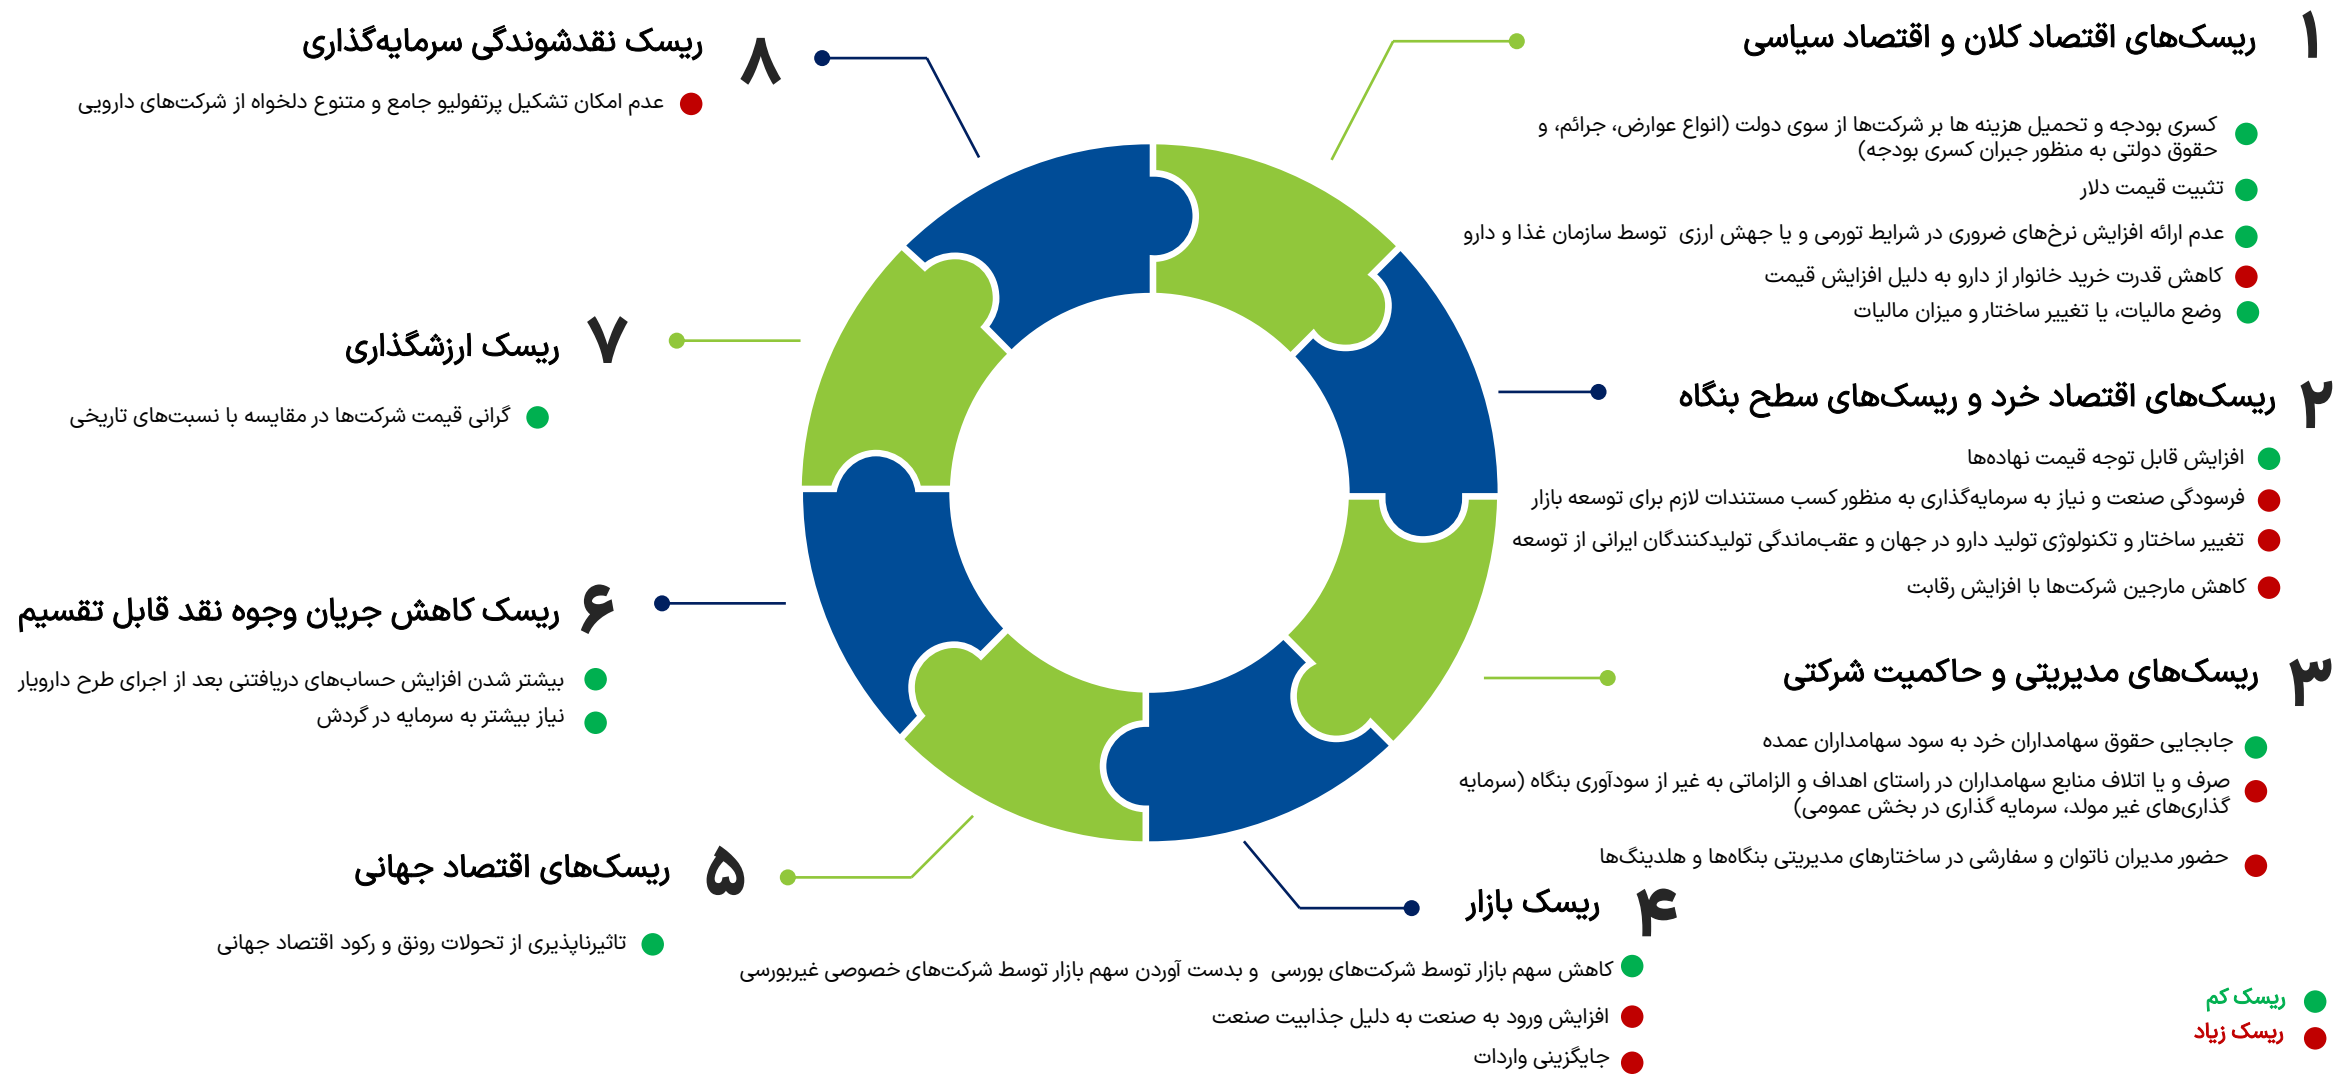 ۱
ریسک‌های اقتصاد کلان و اقتصاد سیاسی
کسری بودجه و تحمیل هزینه ها بر شرکت‌ها از سوی دولت (انواع عوارض، جرائم، و
حقوق دولتی به منظور جبران کسری بودجه)
تثبیت قیمت دلار
عدم ارائه افزایش نرخ‌های ضروری در شرایط تورمی و یا جهش ارزی توسط سازمان غذا و دارو
کاهش قدرت خرید خانوار از دارو به دلیل افزایش قیمت
وضع مالیات، یا تغییر ساختار و میزان مالیات
۲
ریسک‌های اقتصاد خرد و ریسک‌های سطح بنگاه
افزایش قابل توجه قیمت نهاده‌ها
فرسودگی صنعت و نیاز به سرمایه‌گذاری به منظور کسب مستندات لازم برای توسعه بازار
تغییر ساختار و تکنولوژی تولید دارو در جهان و عقب‌ماندگی تولیدکنندگان ایرانی از توسعه
کاهش مارجین شرکت‌ها با افزایش رقابت
۳
ریسک‌های مدیریتی و حاکمیت شرکتی
جابجایی حقوق سهامداران خرد به سود سهامداران عمده
صرف و یا اتلاف منابع سهامداران در راستای اهداف و الزاماتی به غیر از سودآوری بنگاه (سرمایه
گذاری‌های غیر مولد، سرمایه گذاری در بخش عمومی)
حضور مدیران ناتوان و سفارشی در ساختارهای مدیریتی بنگاه‌ها و هلدینگ‌ها
۴
ریسک بازار
کاهش سهم بازار توسط شرکت‌های بورسی و بدست آوردن سهم بازار توسط شرکت‌های خصوصی غیربورسی
افزایش ورود به صنعت به دلیل جذابیت صنعت
جایگزینی واردات
۵
ریسک‌های اقتصاد جهانی
تاثیرناپذیری از تحولات رونق و رکود اقتصاد جهانی
۶
ریسک کاهش جریان وجوه نقد قابل تقسیم
بیشتر شدن افزایش حساب‌های دریافتنی بعد از اجرای طرح دارویار
نیاز بیشتر به سرمایه در گردش
۷
ریسک ارزشگذاری
گرانی قیمت شرکت‌ها در مقایسه با نسبت‌های تاریخی
۸
ریسک نقدشوندگی سرمایه‌گذاری
عدم امکان تشکیل پرتفولیو جامع و متنوع دلخواه از شرکت‌های دارویی
ریسک کم
ریسک زیاد